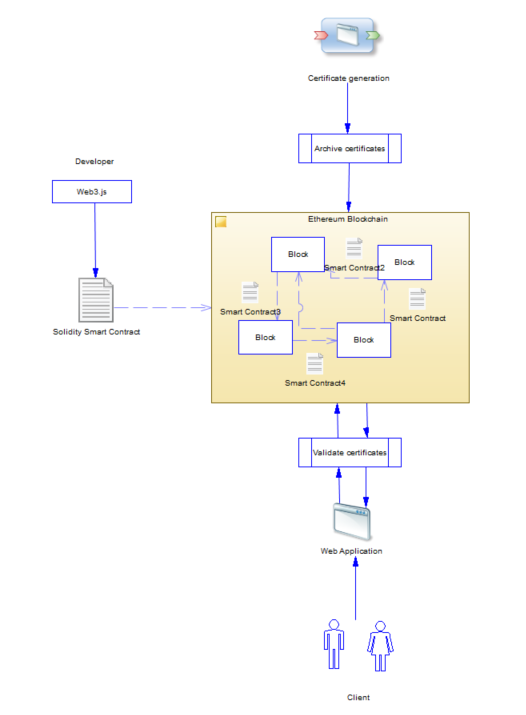 Certificate generation
Archive certificates
Developer
Web3.js
Ethereum Blockchain
Block
Smart Contract2
Block
Smart Contract3
Smart Contract
Solidity Smart Contract
Block
Block
Smart Contract4
Validate certificates
Web Application
Client